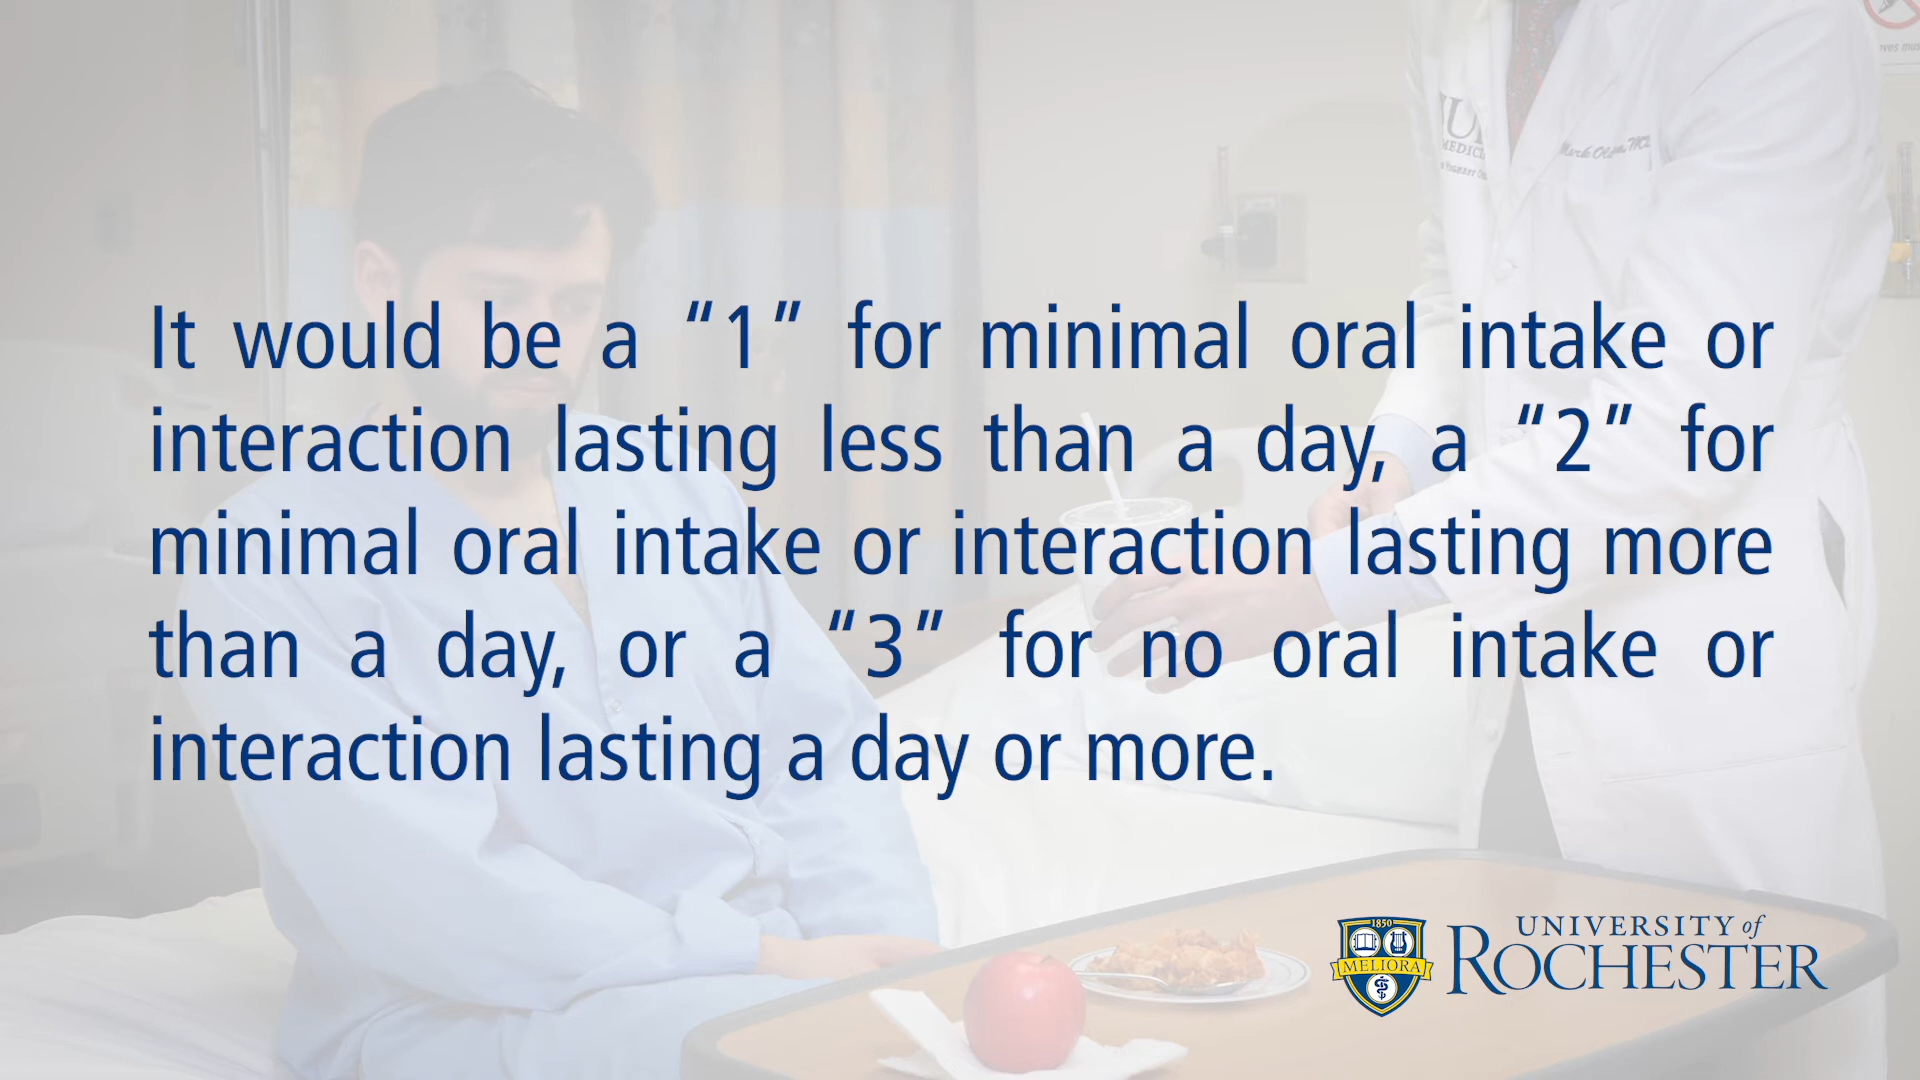 It would be a “1” for minimal oral intake or
interaction lasting less than a day, a “2” for
minimal oral intake or interaction lasting more
than a day, or a “3” for no oral intake or
interaction lasting a day or more.
1850
MELIORA
UNIVERSITY of
ROCHESTER